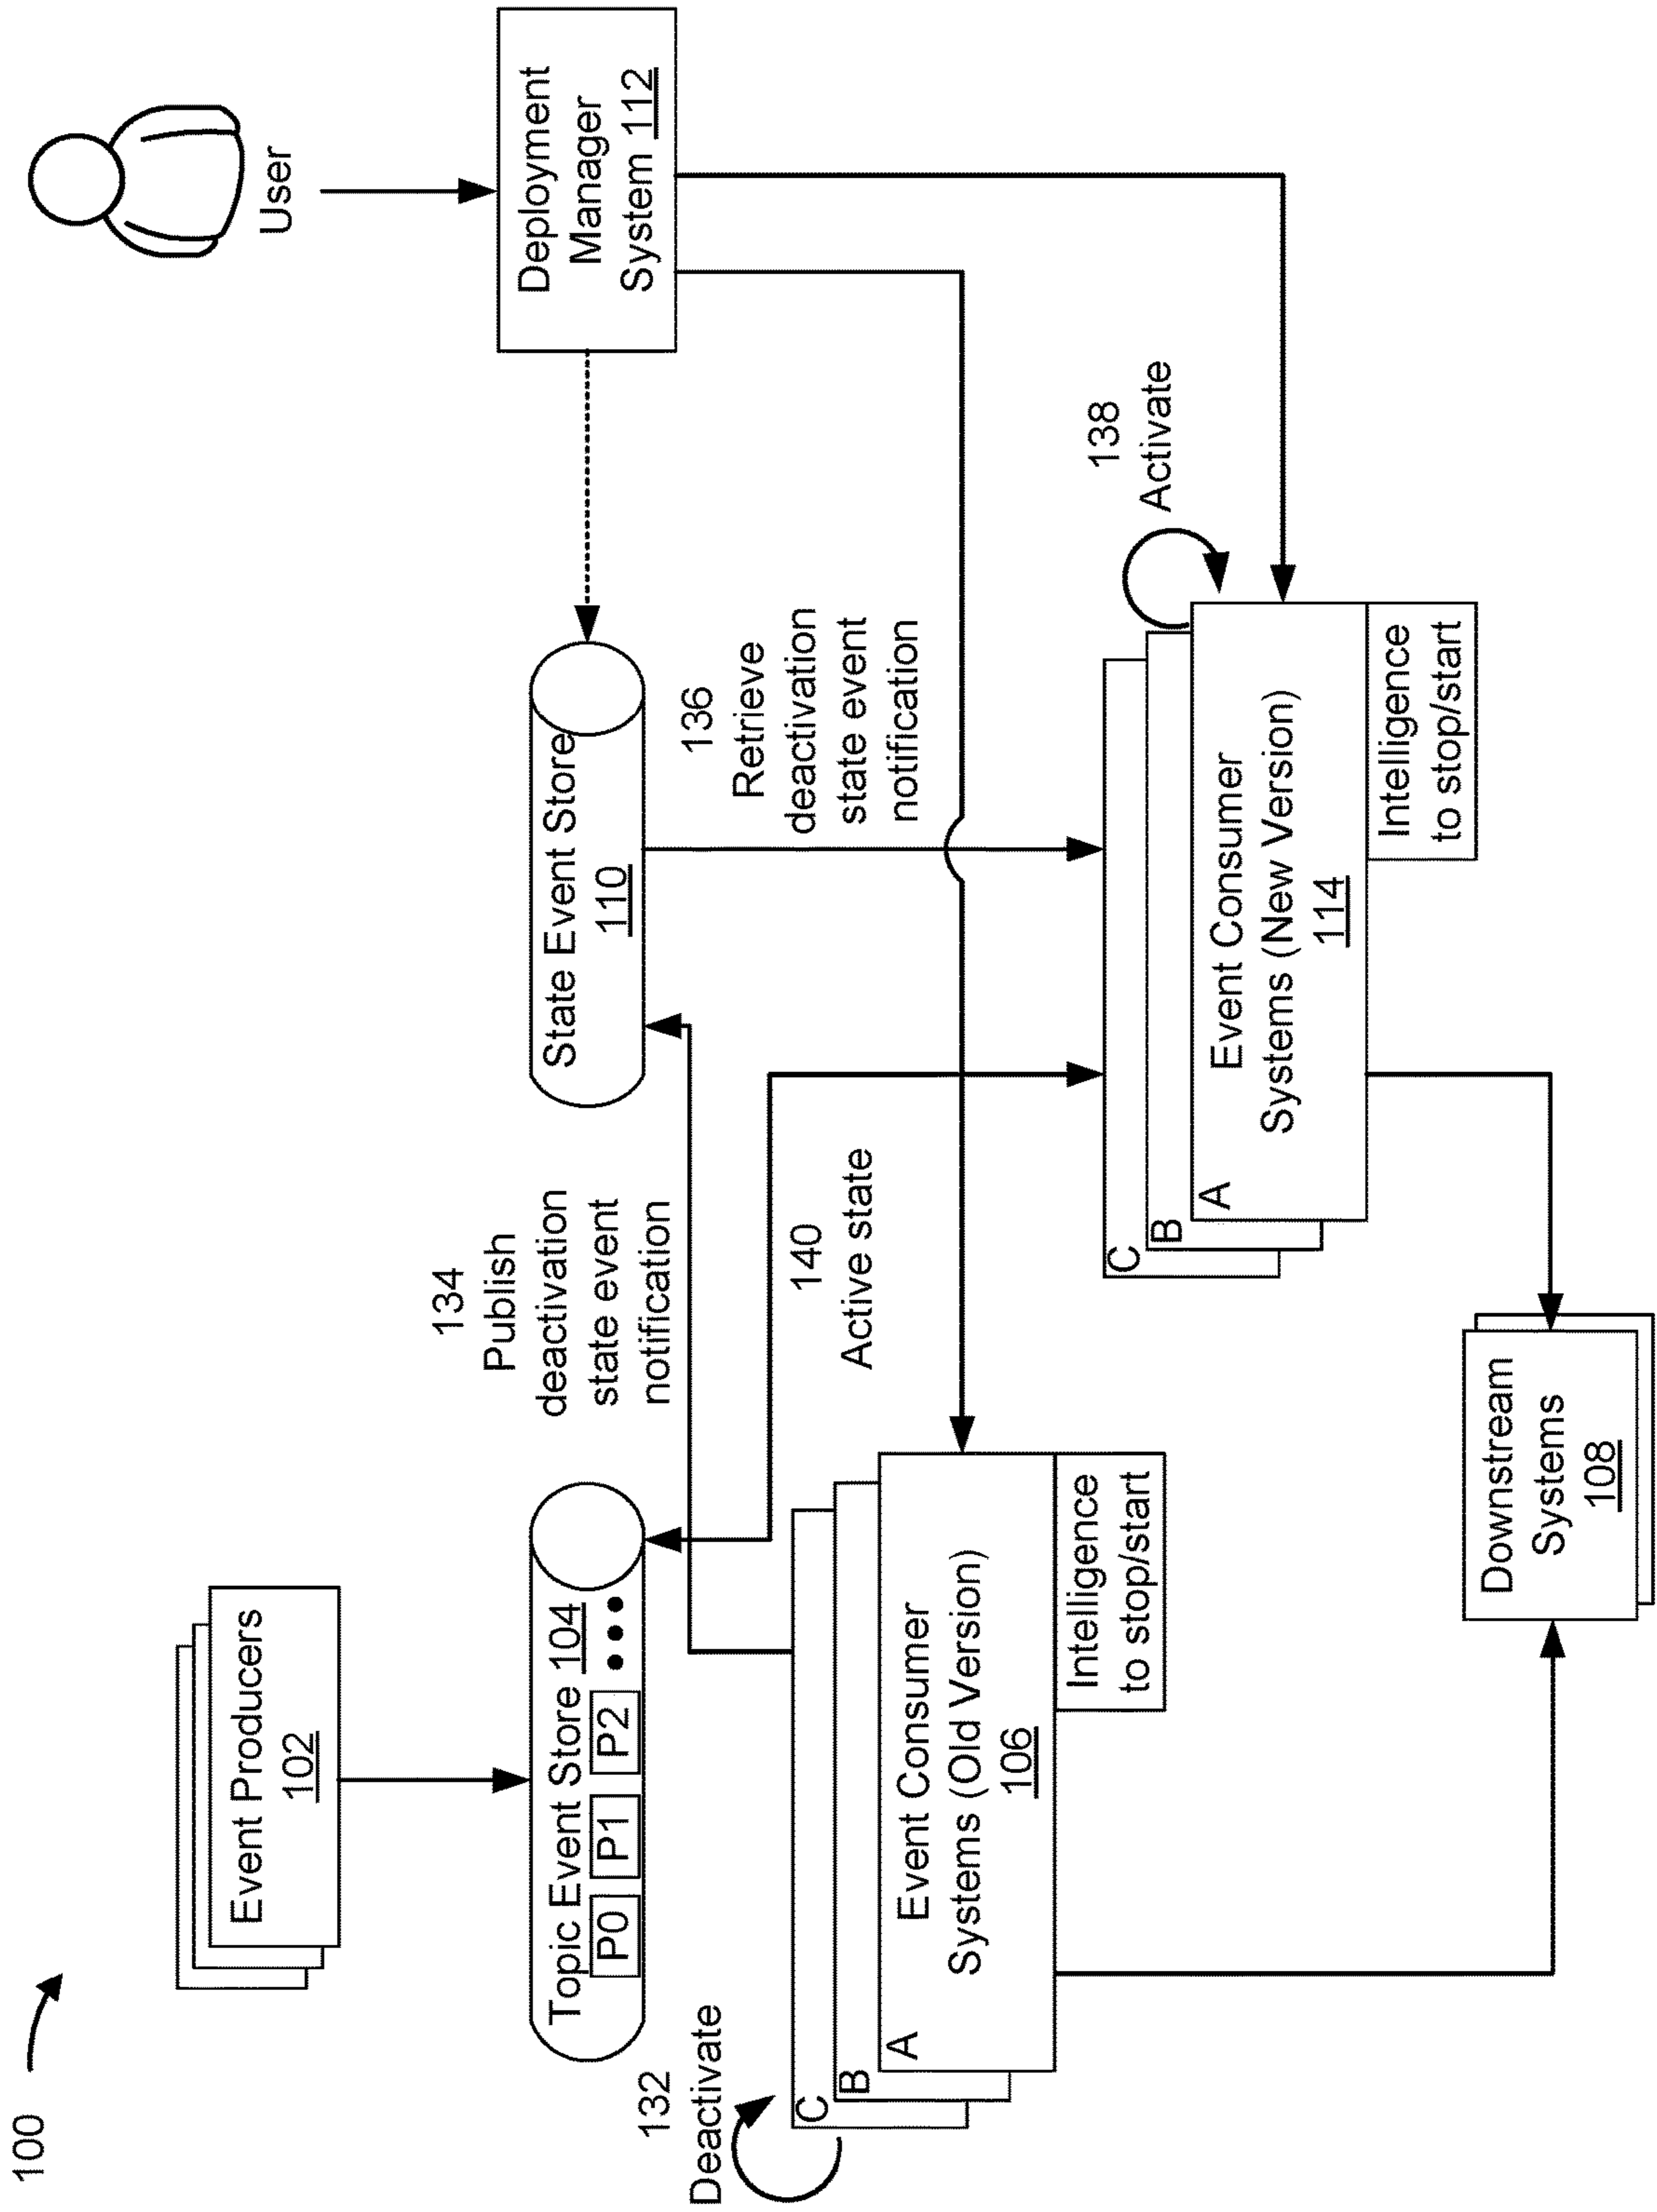 100
Event Producers
102
User
Topic Event Store 104
P0 P1 P2
134
Publish
deactivation
state event
notification
State Event Store
110
Deployment
Manager
System 112
132
Deactivate
140
Active state
136
Retrieve
deactivation
state event
notification
C
B
A
Event Consumer
Systems (Old Version)
106
Intelligence
to stop/start
138
Activate
C
B
A
Event Consumer
Systems (New Version)
114
Intelligence
to stop/start
Downstream
Systems
108